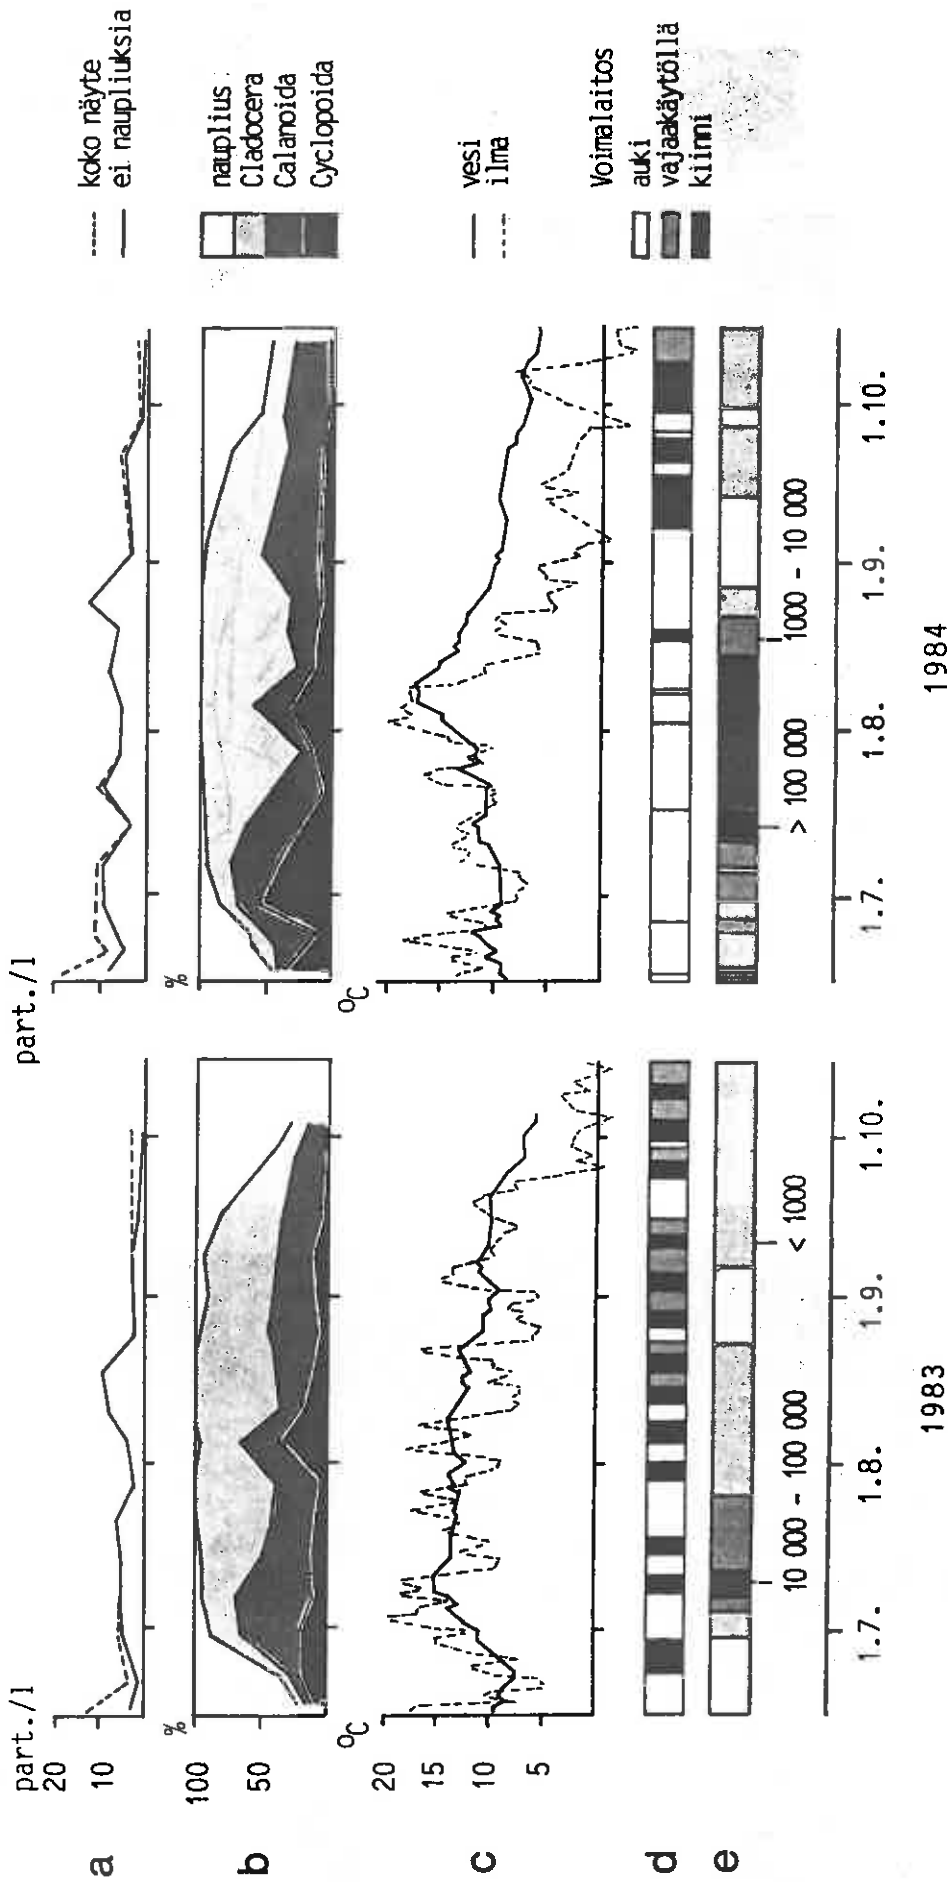 a
part./l
20
10
part./l
koko näyte
ei naupliuksia
b
%
100
50
%
nauplius
Cladocera
Calanoida
Cyclopoida
c
°C
20
15
10
5
°C
vesi
ilma
d
Voimalaitos
auki
vajaakäytöllä
kiinni
e
10 000 - 100 000
< 1000
> 100 000
1000 - 10 000
1.7.
1.8.
1.9.
1.10.
1.7.
1.8.
1.9.
1.10.
1983
1984